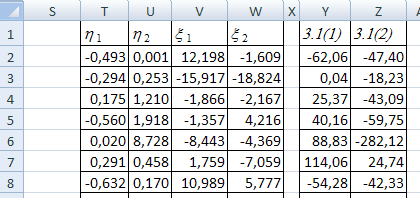 S T U V W X Y Z
1 η 1 η 2 ξ 1 ξ 2 3.1(1) 3.1(2)
2 -0,493 0,001 12,198 -1,609 -62,06 -47,40
3 -0,294 0,253 -15,917 -18,824 0,04 -18,23
4 0,175 1,210 -1,866 -2,167 25,37 -43,09
5 -0,560 1,918 -1,357 4,216 40,16 -59,75
6 0,020 8,728 -8,443 -4,369 88,83 -282,12
7 0,291 0,458 1,759 -7,059 114,06 24,74
8 -0,632 0,170 10,989 5,777 -54,28 -42,33